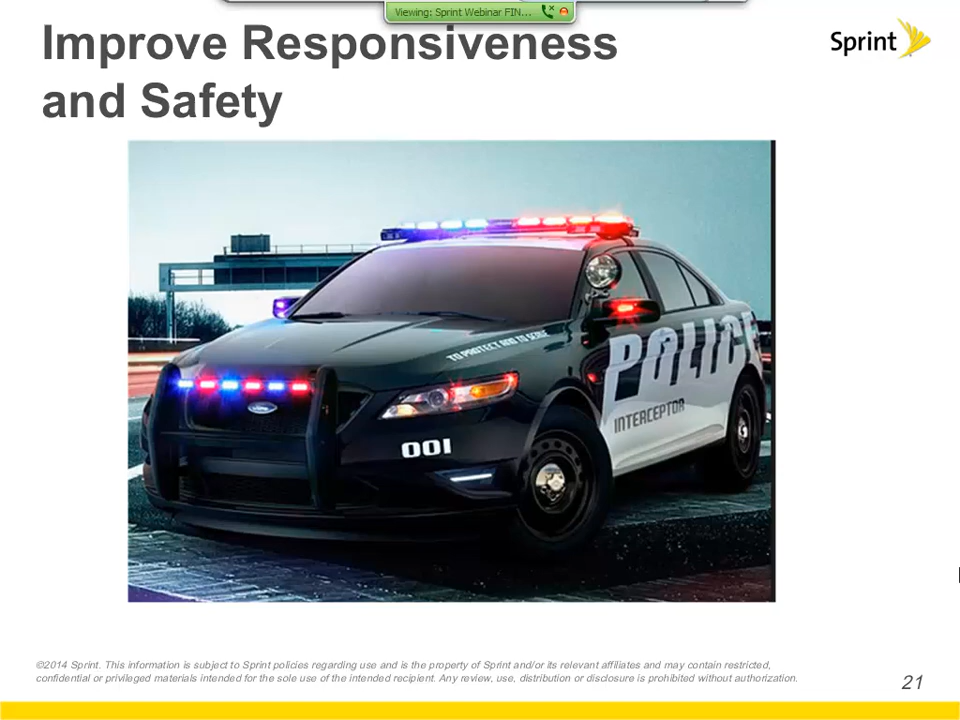 Viewing: Sprint Webinar FIN...
Improve Responsiveness
and Safety
Sprint
TO PROTECT AND TO SERVE
POLICE
INTERCEPTOR
Ford
001
©2014 Sprint. This information is subject to Sprint policies regarding use and is the property of Sprint and/or its relevant affiliates and may contain restricted,
confidential or privileged materials intended for the sole use of the intended recipient. Any review, use, distribution or disclosure is prohibited without authorization.
21